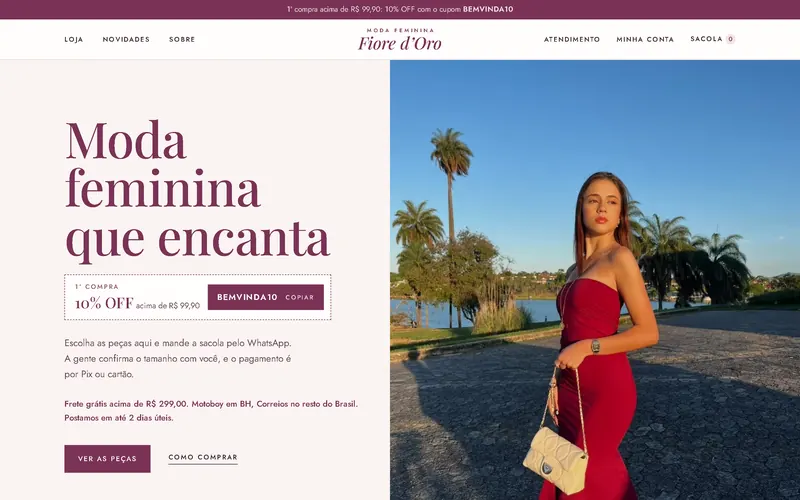 1ª compra acima de R$ 99,90: 10% OFF com o cupom BEMVINDA10
LOJA NOVIDADES SOBRE
MODA FEMININA
Fiore d'Oro
ATENDIMENTO MINHA CONTA SACOLA 0
Moda
feminina
que encanta
1ª COMPRA
10% OFF acima de R$ 99,90
BEMVINDA10 COPIAR
Escolha as peças aqui e mande a sacola pelo WhatsApp.
A gente confirma o tamanho com você, e o pagamento é
por Pix ou cartão.
Frete grátis acima de R$ 299,00. Motoboy em BH, Correios no resto do Brasil.
Postamos em até 2 dias úteis.
VER AS PEÇAS COMO COMPRAR